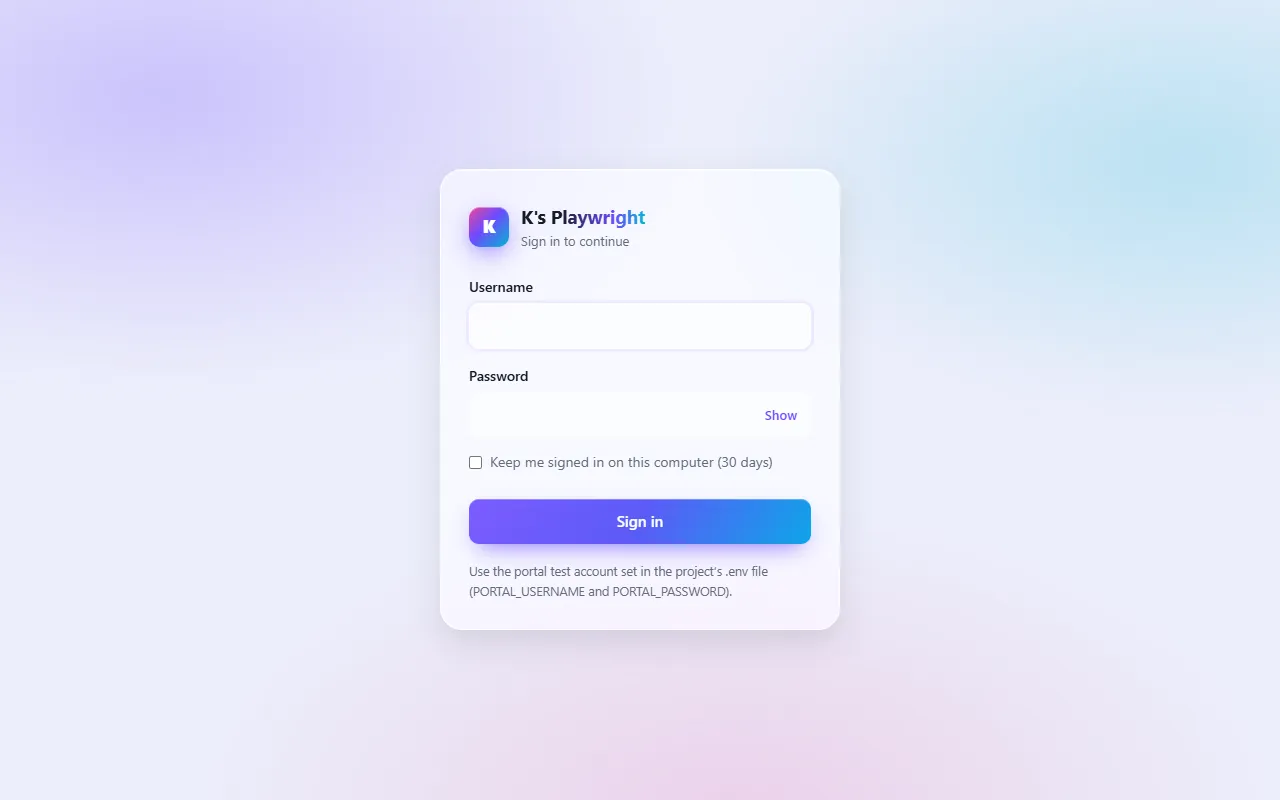 K
K's Playwright
Sign in to continue
Username
Password
Show
Keep me signed in on this computer (30 days)
Sign in
Use the portal test account set in the project's .env file
(PORTAL_USERNAME and PORTAL_PASSWORD).